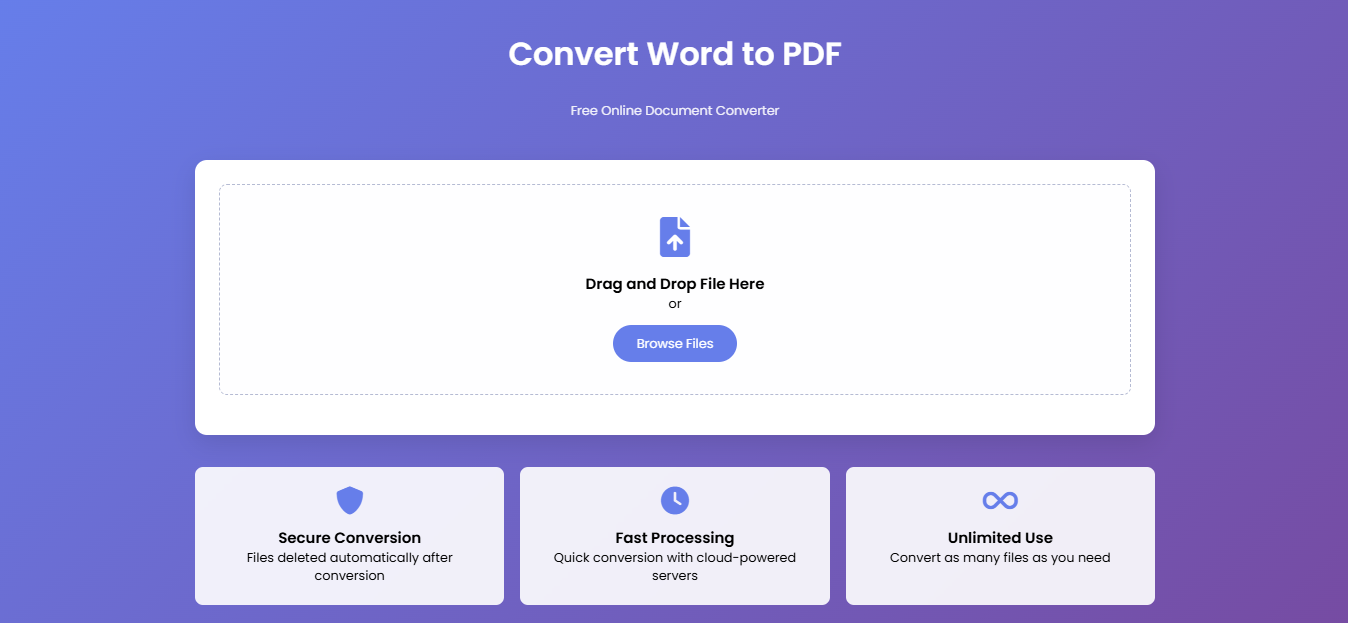 Convert Word to PDF
Free Online Document Converter
Drag and Drop File Here
or
Browse Files
Secure Conversion
Files deleted automatically after
conversion
Fast Processing
Quick conversion with cloud-powered
servers
Unlimited Use
Convert as many files as you need